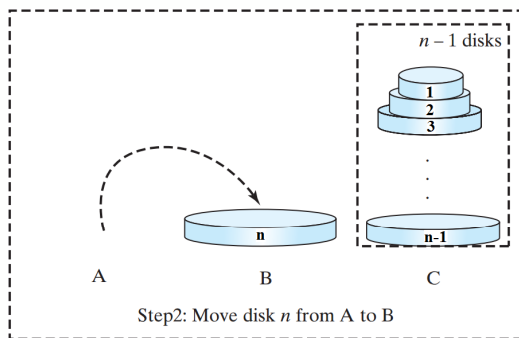 n – 1 disks
1
2
3
n
n-1
A
B
C
Step2: Move disk n from A to B